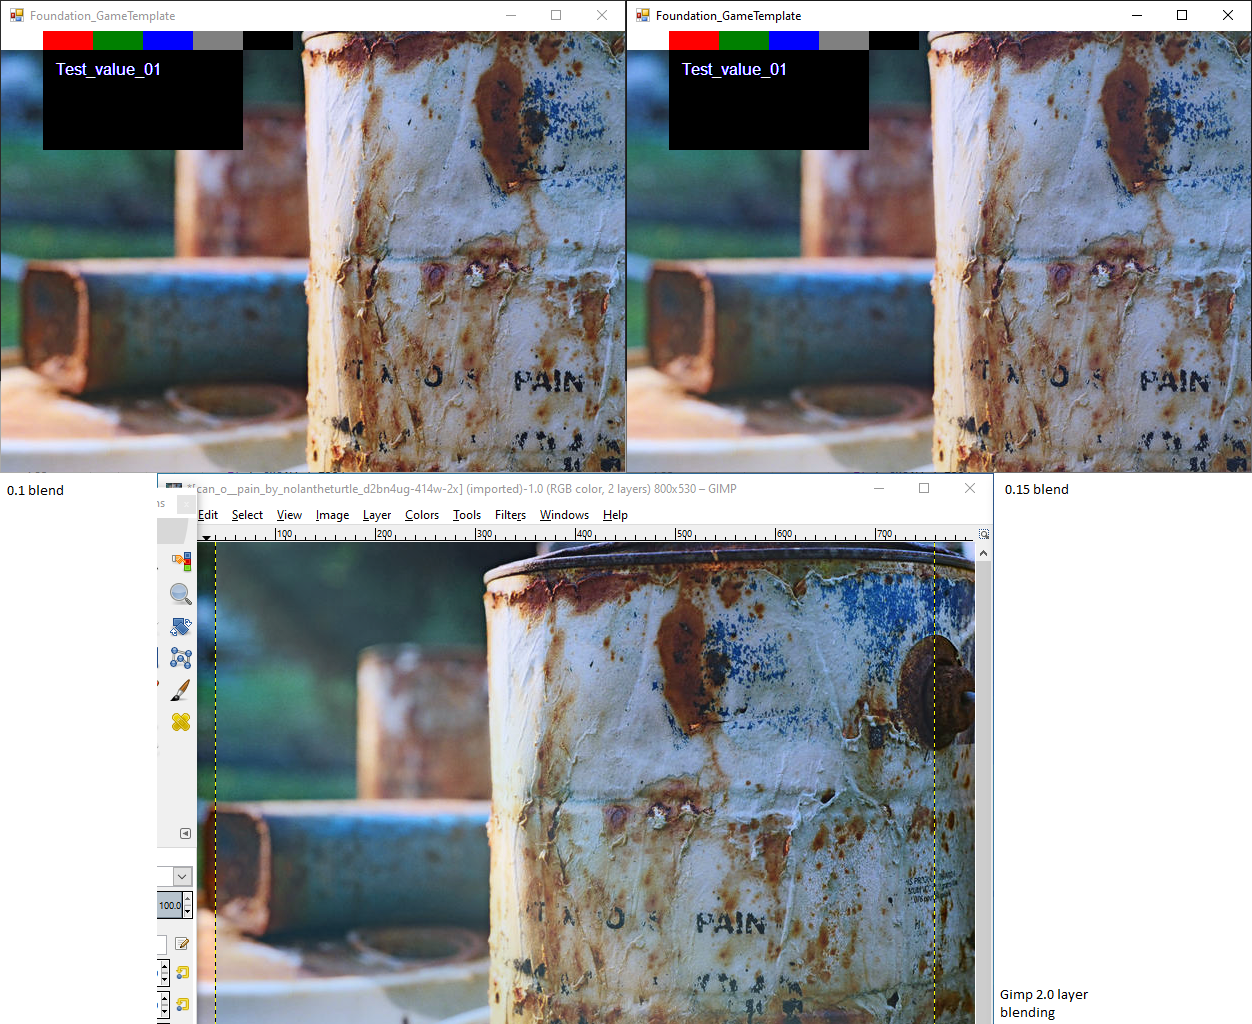 Foundation_GameTemplate
Foundation_GameTemplate
Test_value_01
Test_value_01
PAIN
PAIN
0.1 blend
*[can_o__pain_by_nolantheturtle_d2bn4ug-414w-2x] (imported)-1.0 (RGB color, 2 layers) 800x530 – GIMP
0.15 blend
ns
Edit Select View Image Layer Colors Tools Filters Windows Help
100 200 300 400 500 600 700
100.0
PAIN
Gimp 2.0 layer
blending